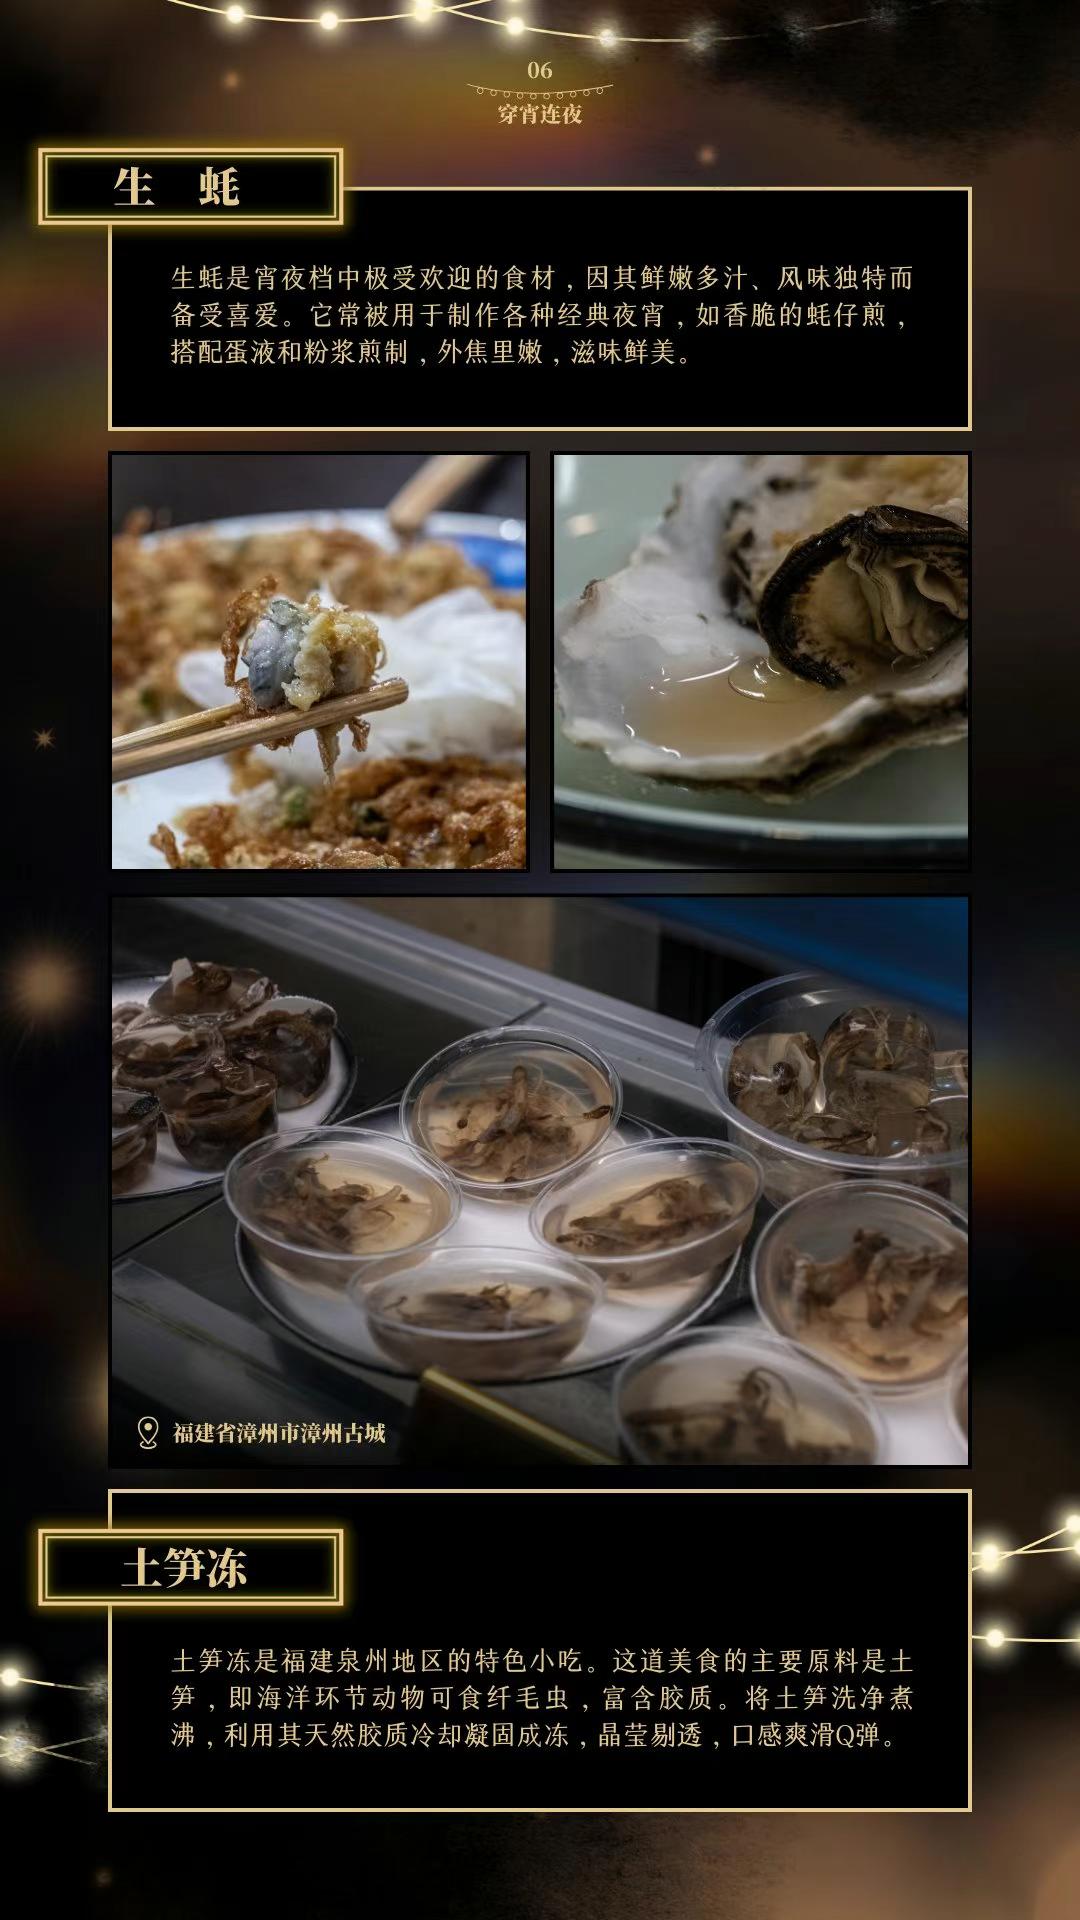 06
穿宵连夜
生 蚝
生蚝是宵夜档中极受欢迎的食材，因其鲜嫩多汁、风味独特而
备受喜爱。它常被用于制作各种经典夜宵，如香脆的蚝仔煎，
搭配蛋液和粉浆煎制，外焦里嫩，滋味鲜美。
福建省漳州市漳州古城
土笋冻
土笋冻是福建泉州地区的特色小吃。这道美食的主要原料是土
笋，即海洋环节动物可食纤毛虫，富含胶质。将土笋洗净煮
沸，利用其天然胶质冷却凝固成冻，晶莹剔透，口感爽滑Q弹。